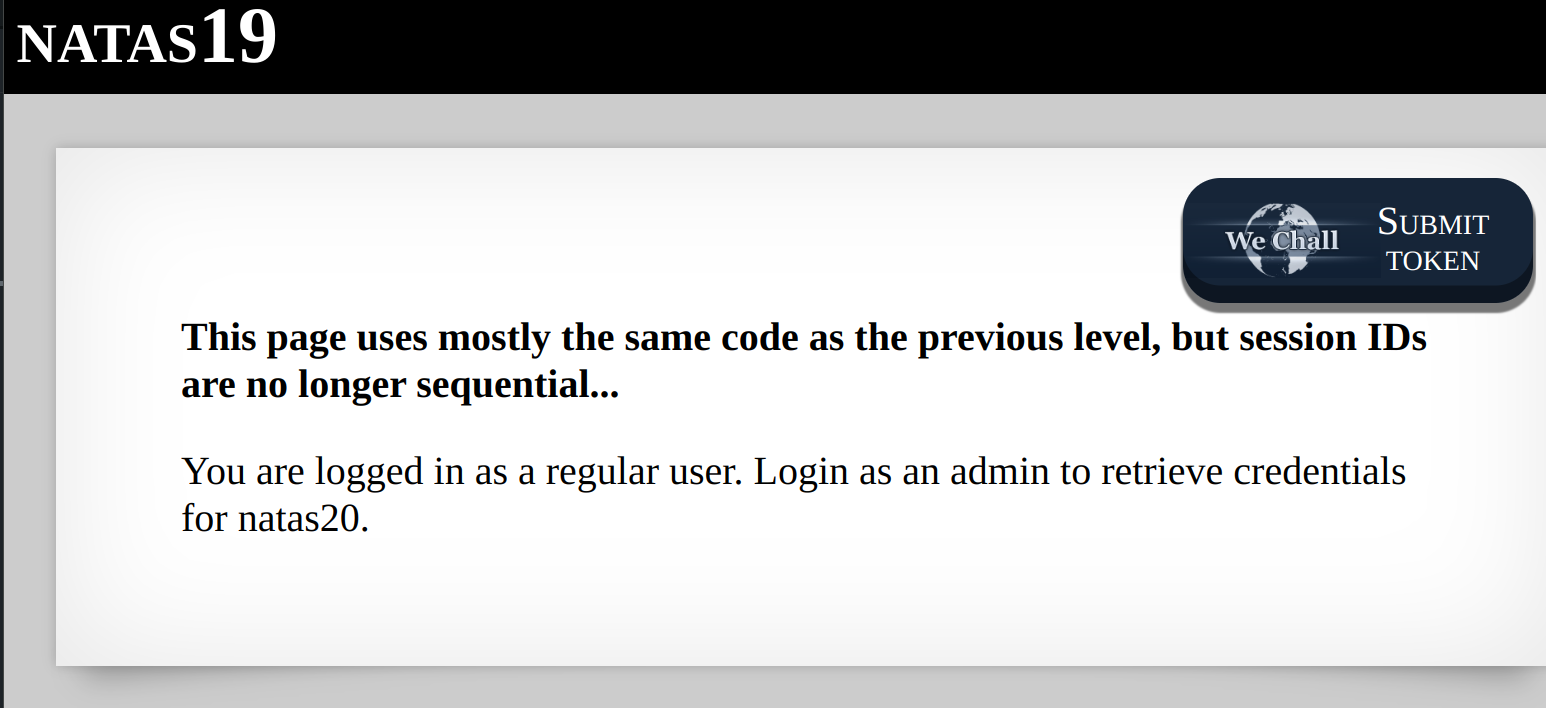 NATAS19
We Chall
SUBMIT
TOKEN
This page uses mostly the same code as the previous level, but session IDs
are no longer sequential...
You are logged in as a regular user. Login as an admin to retrieve credentials
for natas20.